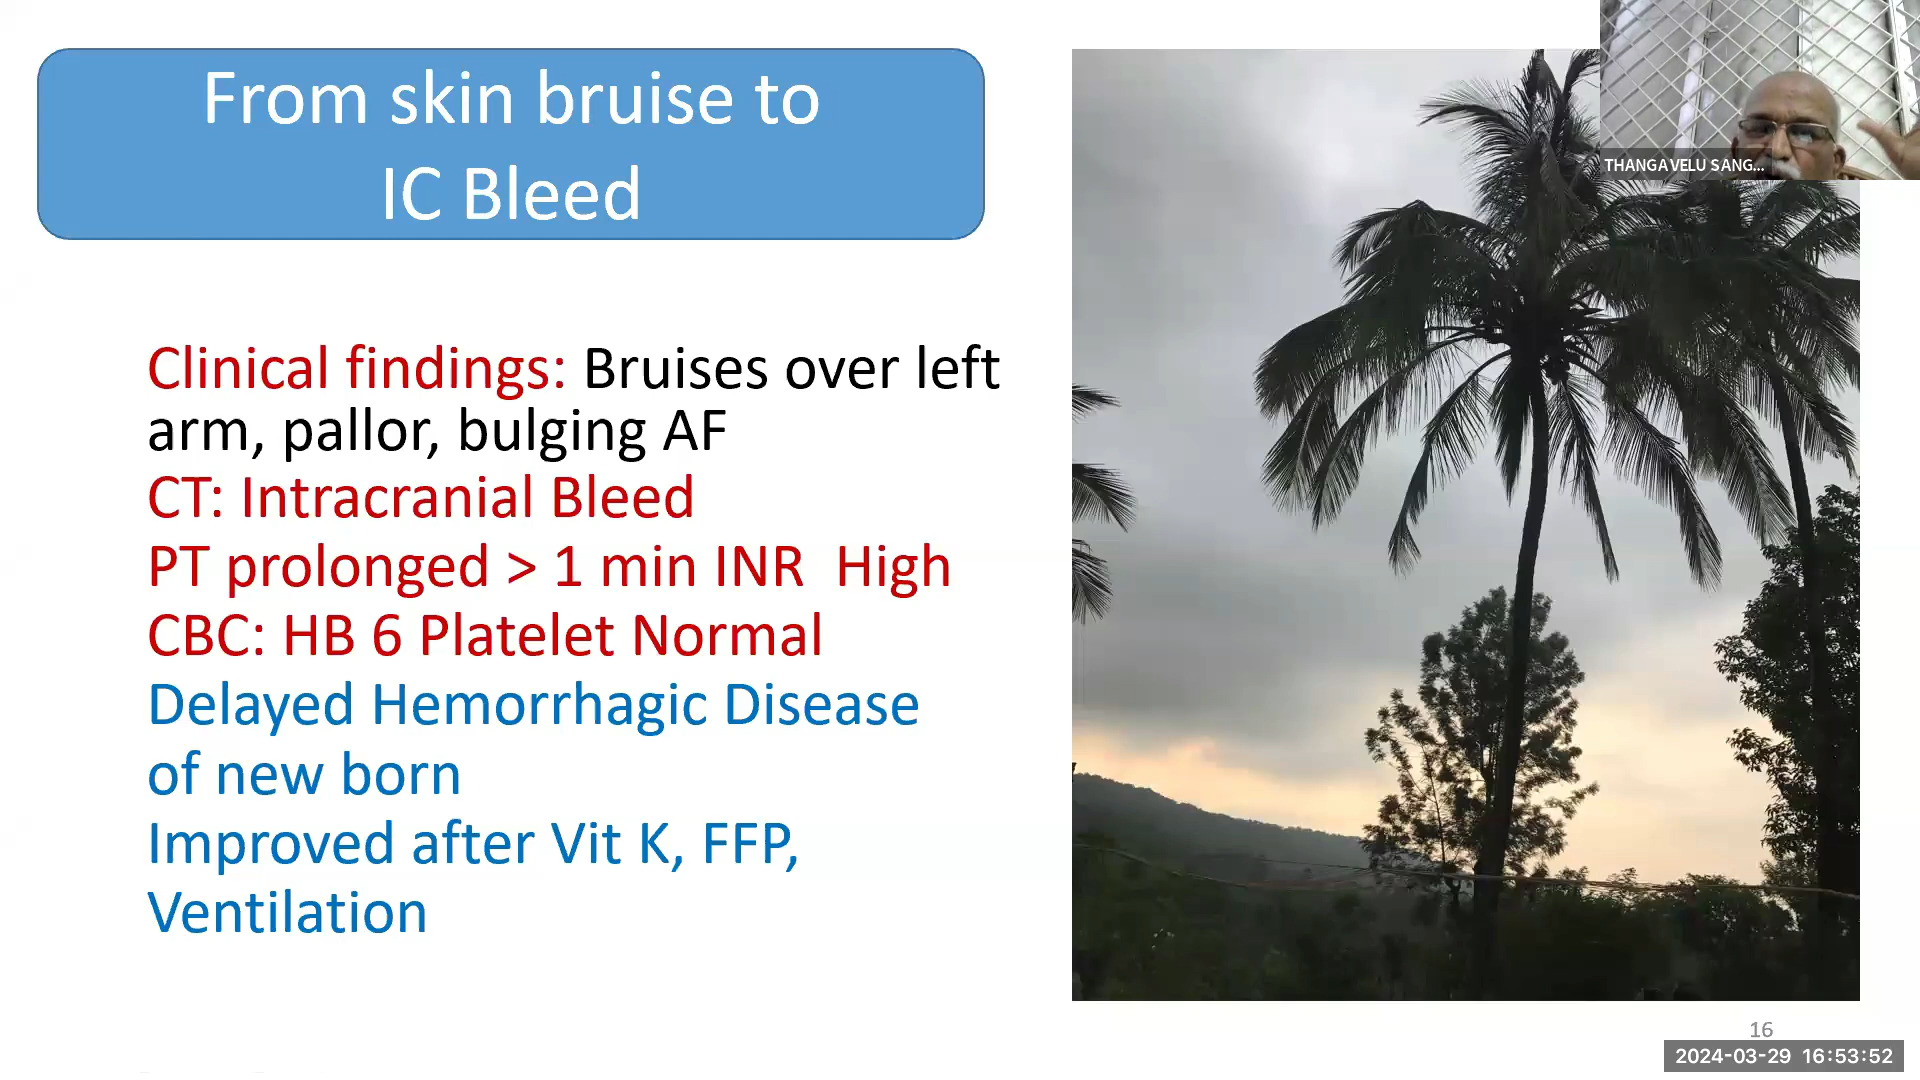 From skin bruise to
IC Bleed
THANGAVELU SANG...
Clinical findings: Bruises over left
arm, pallor, bulging AF
CT: Intracranial Bleed
PT prolonged > 1 min INR  High
CBC: HB 6 Platelet Normal
Delayed Hemorrhagic Disease
of new born
Improved after Vit K, FFP,
Ventilation
16
2024-03-29 16:53:52